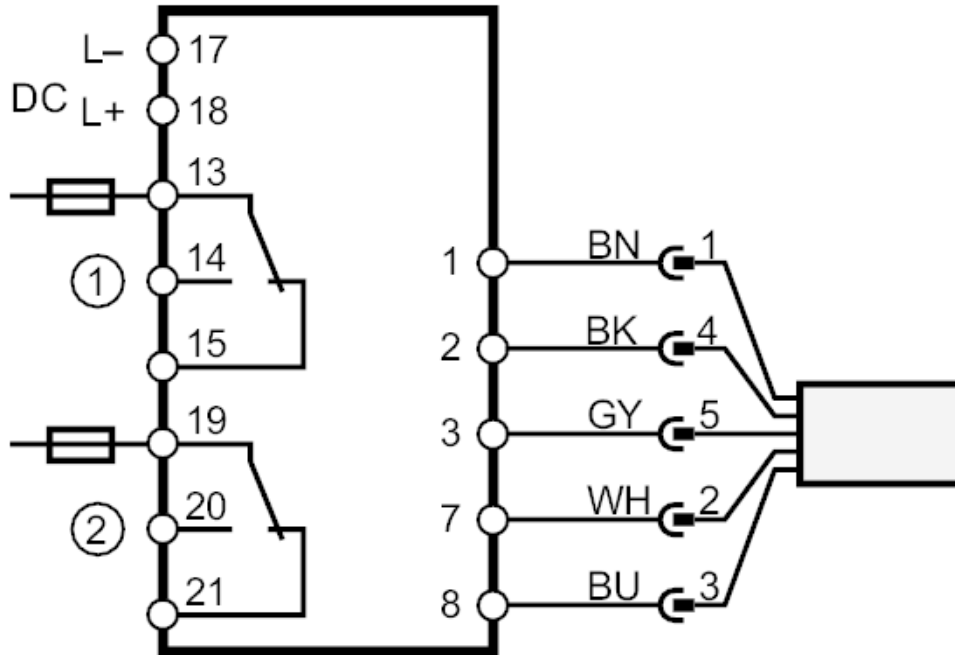 L– 17
DC L+ 18
13
14
①
15
19
20
②
21
1 BN 1
2 BK 4
3 GY 5
7 WH 2
8 BU 3